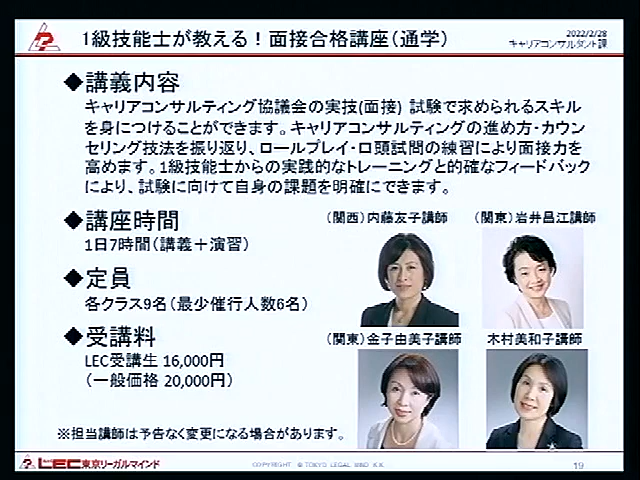 1級技能士が教える！面接合格講座（通学）
2022/2/28
キャリアコンサルタント課
◆講義内容
キャリアコンサルティング協議会の実技(面接) 試験で求められるスキル
を身につけることができます。キャリアコンサルティングの進め方・カウン
セリング技法を振り返り、ロールプレイ・口頭試問の練習により面接力を
高めます。1級技能士からの実践的なトレーニングと的確なフィードバック
により、試験に向けて自身の課題を明確にできます。
◆講座時間
1日7時間（講義＋演習）
◆定員
各クラス9名（最少催行人数6名）
◆受講料
LEC受講生 16,000円
（一般価格 20,000円）
（関西）内藤友子講師
（関東）岩井昌江講師
（関東）金子由美子講師
木村美和子講師
※担当講師は予告なく変更になる場合があります。
LEC東京リーガルマインド
COPYRIGHT © TOKYO LEGAL MIND K.K.
19